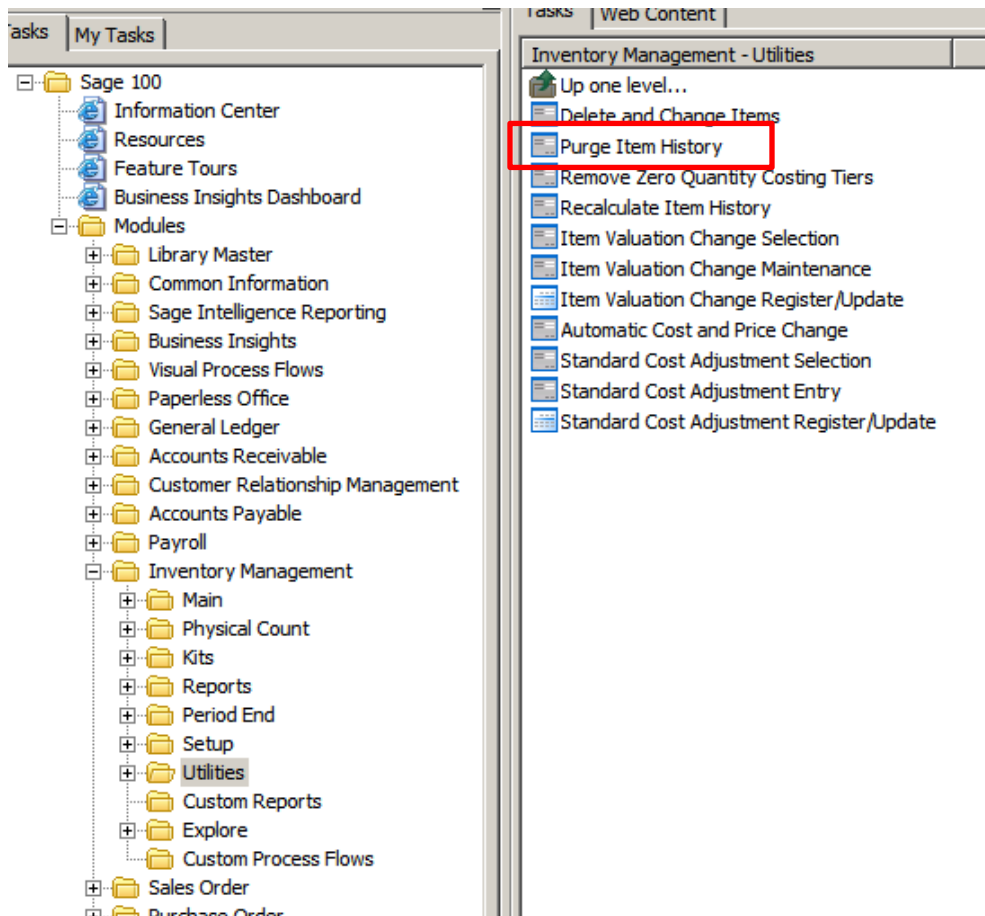 Tasks
My Tasks
Sage 100
Information Center
Resources
Feature Tours
Business Insights Dashboard
Modules
Library Master
Common Information
Sage Intelligence Reporting
Business Insights
Visual Process Flows
Paperless Office
General Ledger
Accounts Receivable
Customer Relationship Management
Accounts Payable
Payroll
Inventory Management
Main
Physical Count
Kits
Reports
Period End
Setup
Utilities
Custom Reports
Explore
Custom Process Flows
Sales Order
Purchase Order
Tasks
Web Content
Inventory Management - Utilities
Up one level...
Delete and Change Items
Purge Item History
Remove Zero Quantity Costing Tiers
Recalculate Item History
Item Valuation Change Selection
Item Valuation Change Maintenance
Item Valuation Change Register/Update
Automatic Cost and Price Change
Standard Cost Adjustment Selection
Standard Cost Adjustment Entry
Standard Cost Adjustment Register/Update